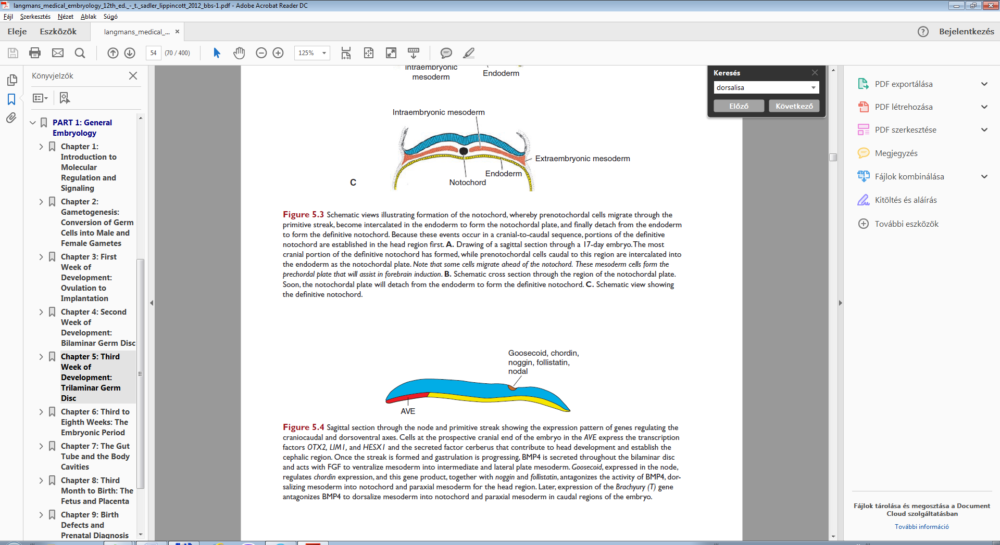 langmans_medical_embryology_12th_ed._-_t._sadler_lippincott_2012_bbs-1.pdf - Adobe Acrobat Reader DC
Fájl Szerkesztés Nézet Ablak Súgó
Eleje Eszközök langmans_medical_... ×
Bejelentkezés
54 (70 / 400) 125%
Könyvjelzők
PART 1: General
Embryology
Chapter 1:
Introduction to
Molecular
Regulation and
Signaling
Chapter 2:
Gametogenesis:
Conversion of Germ
Cells into Male and
Female Gametes
Chapter 3: First
Week of
Development:
Ovulation to
Implantation
Chapter 4: Second
Week of
Development:
Bilaminar Germ Disc
Chapter 5: Third
Week of
Development:
Trilaminar Germ
Disc
Chapter 6: Third to
Eighth Weeks: The
Embryonic Period
Chapter 7: The Gut
Tube and the Body
Cavities
Chapter 8: Third
Month to Birth: The
Fetus and Placenta
Chapter 9: Birth
Defects and
Prenatal Diagnosis
Intraembryonic
mesoderm
Endoderm
Intraembryonic mesoderm
Extraembryonic mesoderm
Endoderm
Notochord
C
Figure 5.3 Schematic views illustrating formation of the notochord, whereby prenotochordal cells migrate through the
primitive streak, become intercalated in the endoderm to form the notochordal plate, and finally detach from the endoderm
to form the definitive notochord. Because these events occur in a cranial-to-caudal sequence, portions of the definitive
notochord are established in the head region first. A. Drawing of a sagittal section through a 17-day embryo. The most
cranial portion of the definitive notochord has formed, while prenotochordal cells caudal to this region are intercalated into
the endoderm as the notochordal plate. Note that some cells migrate ahead of the notochord. These mesoderm cells form the
prechordal plate that will assist in forebrain induction. B. Schematic cross section through the region of the notochordal plate.
Soon, the notochordal plate will detach from the endoderm to form the definitive notochord. C. Schematic view showing
the definitive notochord.
Goosecoid, chordin,
noggin, follistatin,
nodal
AVE
Figure 5.4 Sagittal section through the node and primitive streak showing the expression pattern of genes regulating the
craniocaudal and dorsoventral axes. Cells at the prospective cranial end of the embryo in the AVE express the transcription
factors OTX2, LIM1, and HESX1 and the secreted factor cerberus that contribute to head development and establish the
cephalic region. Once the streak is formed and gastrulation is progressing, BMP4 is secreted throughout the bilaminar disc
and acts with FGF to ventralize mesoderm into intermediate and lateral plate mesoderm. Goosecoid, expressed in the node,
regulates chordin expression, and this gene product, together with noggin and follistatin, antagonizes the activity of BMP4, dor-
salizing mesoderm into notochord and paraxial mesoderm for the head region. Later, expression of the Brachyury (T) gene
antagonizes BMP4 to dorsalize mesoderm into notochord and paraxial mesoderm in caudal regions of the embryo.
Keresés
dorsalisa
Előző Következő
PDF exportálása
PDF létrehozása
PDF szerkesztése
Megjegyzés
Fájlok kombinálása
Kitöltés és aláírás
További eszközök
Fájlok tárolása és megosztása a Document
Cloud szolgáltatásban
További információ